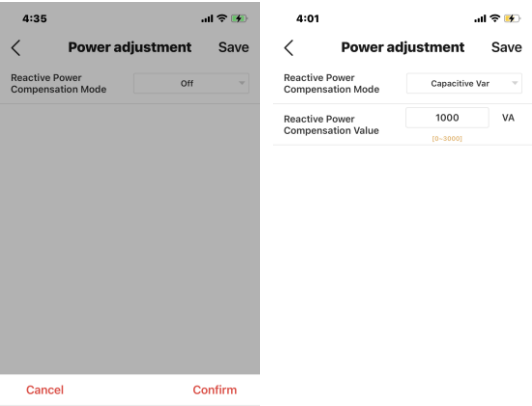 4:35
Power adjustment Save
Reactive Power
Compensation Mode
Off
Cancel Confirm
4:01
Power adjustment Save
Reactive Power
Compensation Mode
Capacitive Var
Reactive Power
Compensation Value
1000 VA
[0~3000]